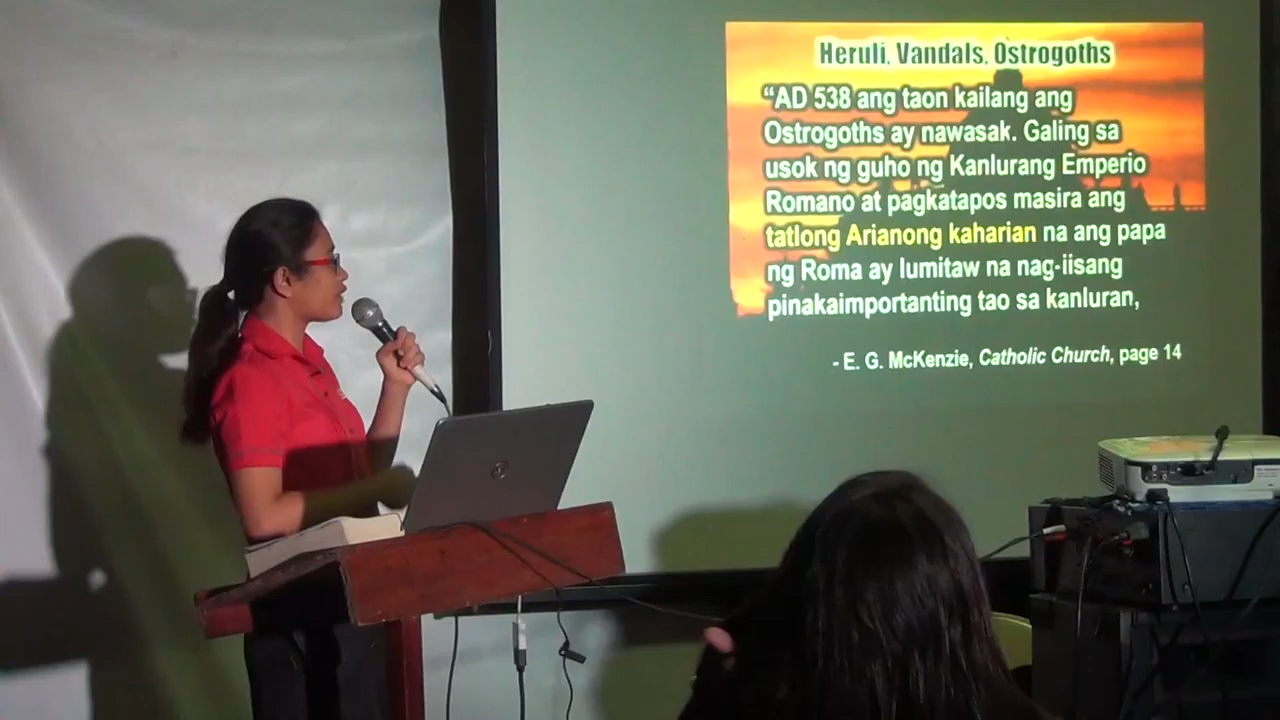 Heruli, Vandals, Ostrogoths
“AD 538 ang taon kailang ang
Ostrogoths ay nawasak. Galing sa
usok ng guho ng Kanlurang Emperio
Romano at pagkatapos masira ang
tatlong Arianong kaharian na ang papa
ng Roma ay lumitaw na nag-iisang
pinakaimportanting tao sa kanluran,
- E. G. McKenzie, Catholic Church, page 14